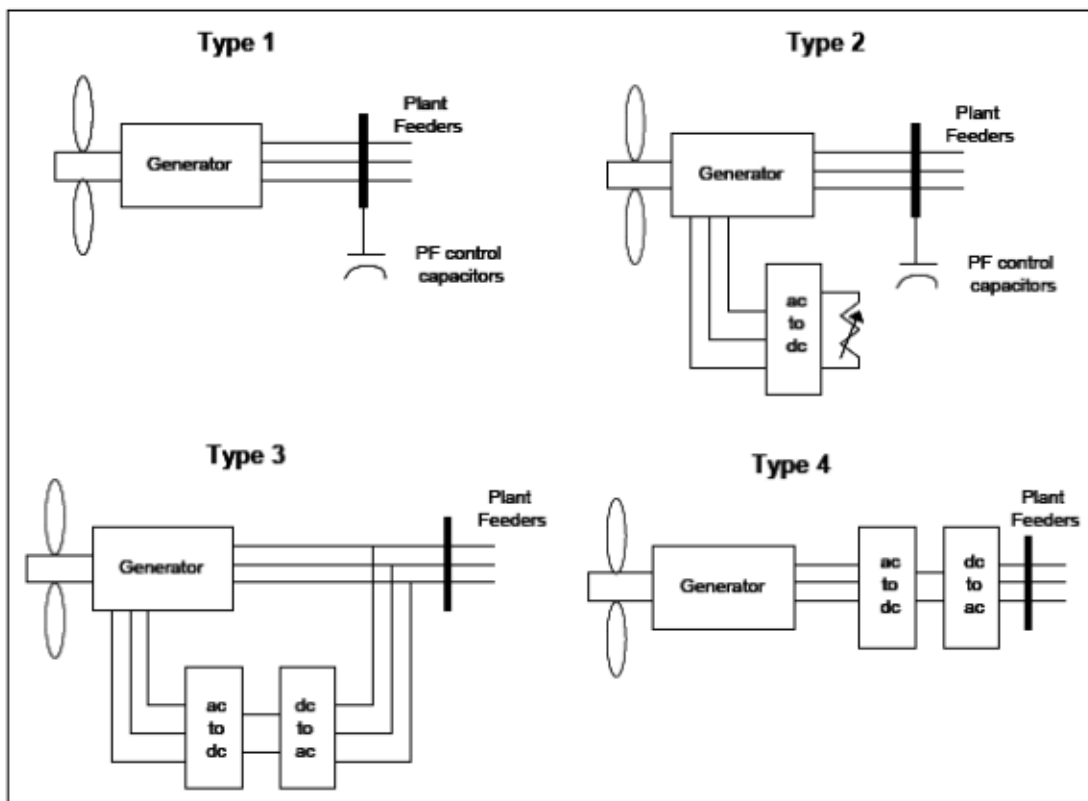 Type 1
Plant
Feeders
Generator
PF control
capacitors
Type 2
Plant
Feeders
Generator
PF control
capacitors
ac
to
dc
Type 3
Plant
Feeders
Generator
ac
to
dc
dc
to
ac
Type 4
Plant
Feeders
Generator
ac
to
dc
dc
to
ac